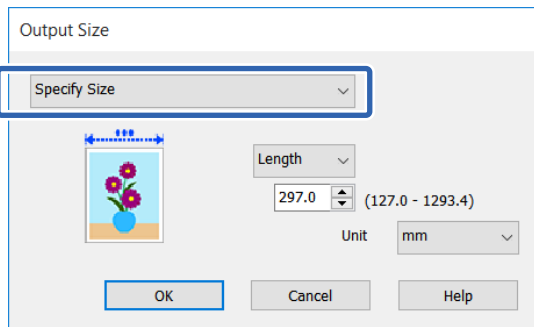 Output Size
Specify Size
Length
297.0 (127.0 - 1293.4)
Unit mm
OK Cancel Help